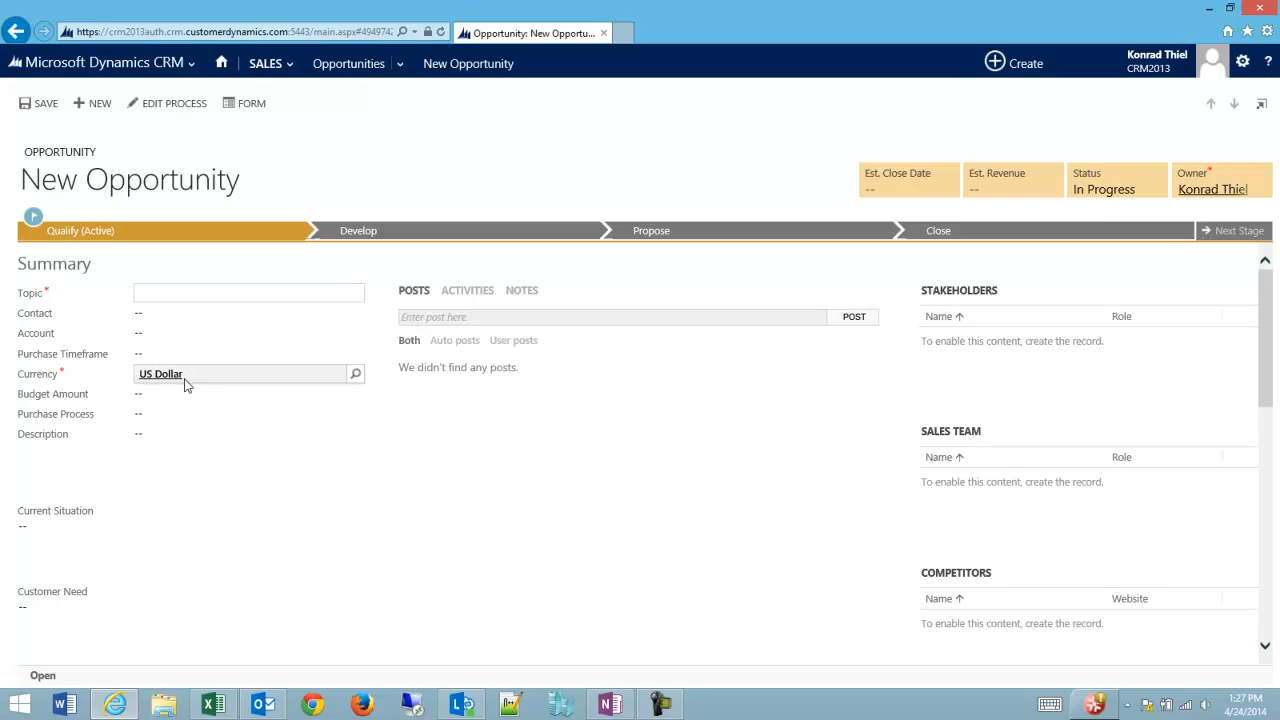 https://crm2013auth.crm.customerdynamics.com:5443/main.aspx#494974
Opportunity: New Opportu...
Microsoft Dynamics CRM
SALES
Opportunities
New Opportunity
Create
Konrad Thiel
CRM2013
?
SAVE
NEW
EDIT PROCESS
FORM
OPPORTUNITY
New Opportunity
Est. Close Date
--
Est. Revenue
--
Status
In Progress
Owner*
Konrad Thiel
Qualify (Active)
Develop
Propose
Close
Next Stage
Summary
Topic*
Contact --
Account --
Purchase Timeframe --
Currency* US Dollar
Budget Amount --
Purchase Process --
Description --
Current Situation
--
Customer Need
--
POSTS ACTIVITIES NOTES
Enter post here POST
Both Auto posts User posts
We didn't find any posts.
STAKEHOLDERS
Name Role
To enable this content, create the record.
SALES TEAM
Name Role
To enable this content, create the record.
COMPETITORS
Name Website
To enable this content, create the record.
Open
1:27 PM
4/24/2014